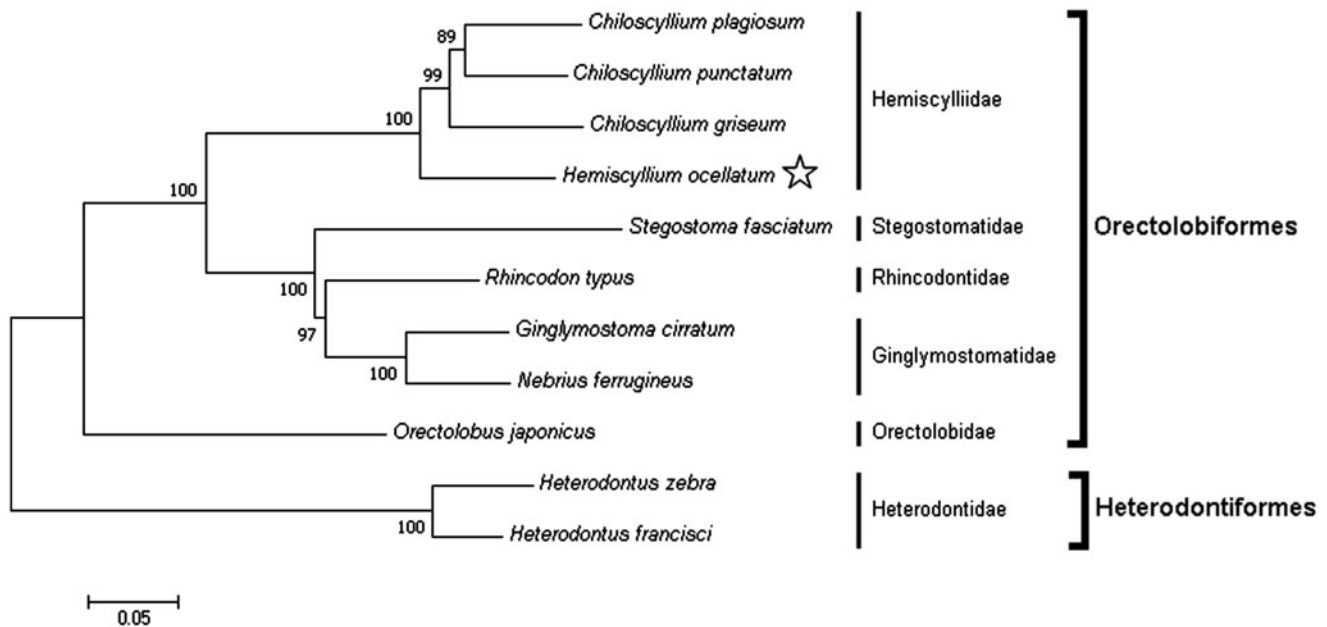 Chiloscyllium plagiosum
89
Chiloscyllium punctatum
99
Hemiscylliidae
100
Chiloscyllium griseum
Hemiscyllium ocellatum
100
Stegostoma fasciatum
Stegostomatidae
Orectolobiformes
Rhincodon typus
Rhincodontidae
100
Ginglymostoma cirratum
97
Ginglymostomatidae
100
Nebrius ferrugineus
Orectolobus japonicus
Orectolobidae
Heterodontus zebra
Heterodontidae
Heterodontiformes
100
Heterodontus francisci
0.05